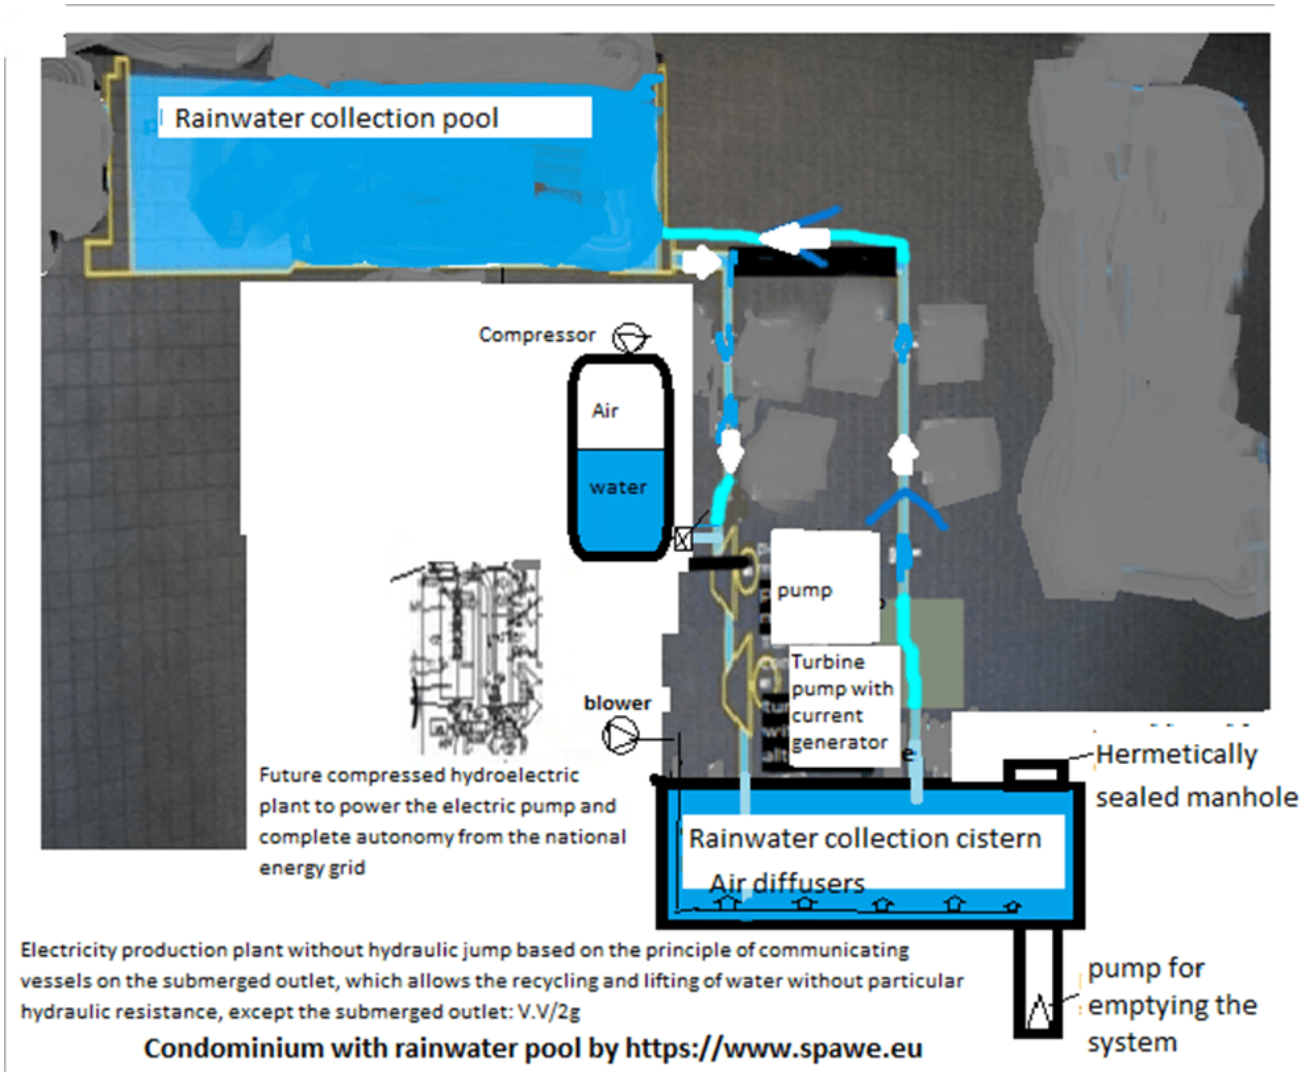 Rainwater collection pool
Compressor
Air
water
pump
Turbine
pump with
current
generator
blower
Hermetically
sealed manhole
Future compressed hydroelectric
plant to power the electric pump and
complete autonomy from the national
energy grid
Rainwater collection cistern
Air diffusers
Electricity production plant without hydraulic jump based on the principle of communicating
vessels on the submerged outlet, which allows the recycling and lifting of water without particular
hydraulic resistance, except the submerged outlet: V.V/2g
pump for
emptying the
system
Condominium with rainwater pool by https://www.spawe.eu